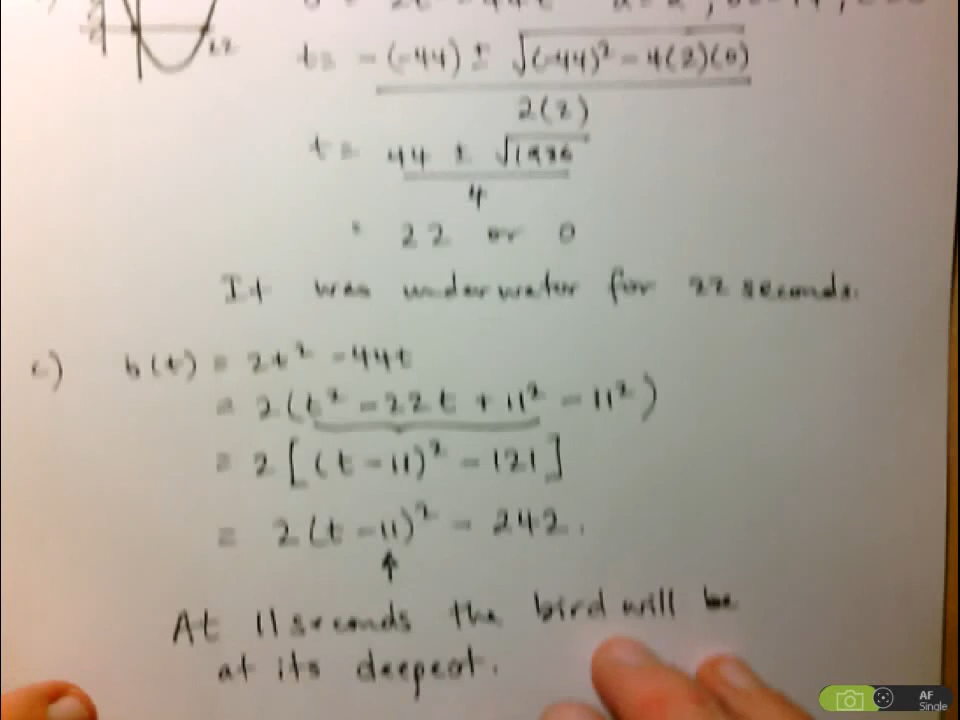 22
t = -(-44) ± √(-44)² - 4(2)(0)
2(2)
t = 44 ± √1936
4
= 22 or 0
It was underwater for 22 seconds.
c) h(t) = 2t² - 44t
= 2(t² - 22t + 11² - 11²)
= 2[(t - 11)² - 121]
= 2(t - 11)² - 242.
At 11 seconds the bird will be
at its deepest.
AF
Single